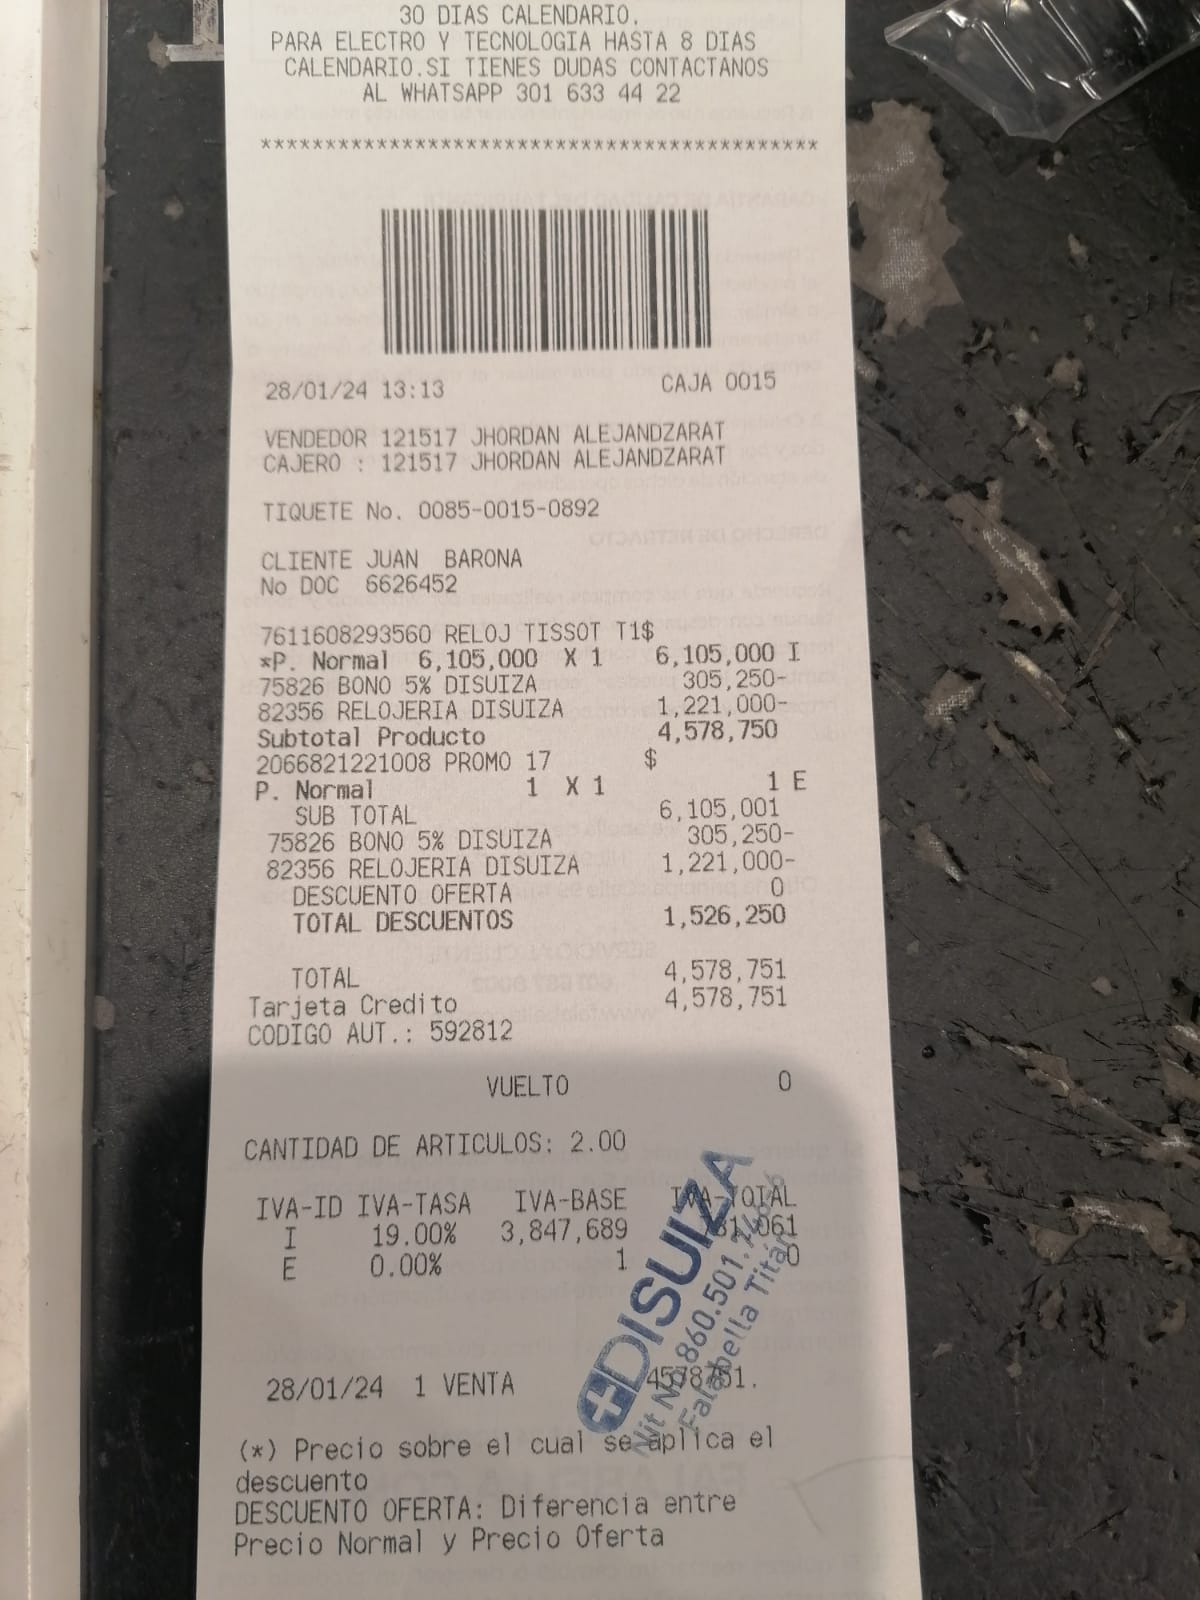 30 DIAS CALENDARIO.
PARA ELECTRO Y TECNOLOGIA HASTA 8 DIAS
CALENDARIO.SI TIENES DUDAS CONTACTANOS
AL WHATSAPP 301 633 44 22
*******************************************
28/01/24 13:13 CAJA 0015
VENDEDOR 121517 JHORDAN ALEJANDZARAT
CAJERO : 121517 JHORDAN ALEJANDZARAT
TIQUETE No. 0085-0015-0892
CLIENTE JUAN BARONA
No DOC 6626452
7611608293560 RELOJ TISSOT T1$
*P. Normal 6,105,000 X 1 6,105,000 I
75826 BONO 5% DISUIZA 305,250-
82356 RELOJERIA DISUIZA 1,221,000-
Subtotal Producto 4,578,750
2066821221008 PROMO 17 $
P. Normal 1 X 1 1 E
SUB TOTAL 6,105,001
75826 BONO 5% DISUIZA 305,250-
82356 RELOJERIA DISUIZA 1,221,000-
DESCUENTO OFERTA 0
TOTAL DESCUENTOS 1,526,250
TOTAL 4,578,751
Tarjeta Credito 4,578,751
CODIGO AUT.: 592812
VUELTO 0
CANTIDAD DE ARTICULOS: 2.00
IVA-ID IVA-TASA IVA-BASE IVA-TOTAL
I 19.00% 3,847,689
E 0.00% 1 0
DISUIZA
Falabella Titán
28/01/24 1 VENTA 4578751.
(*) Precio sobre el cual se aplica el
descuento
DESCUENTO OFERTA: Diferencia entre
Precio Normal y Precio Oferta